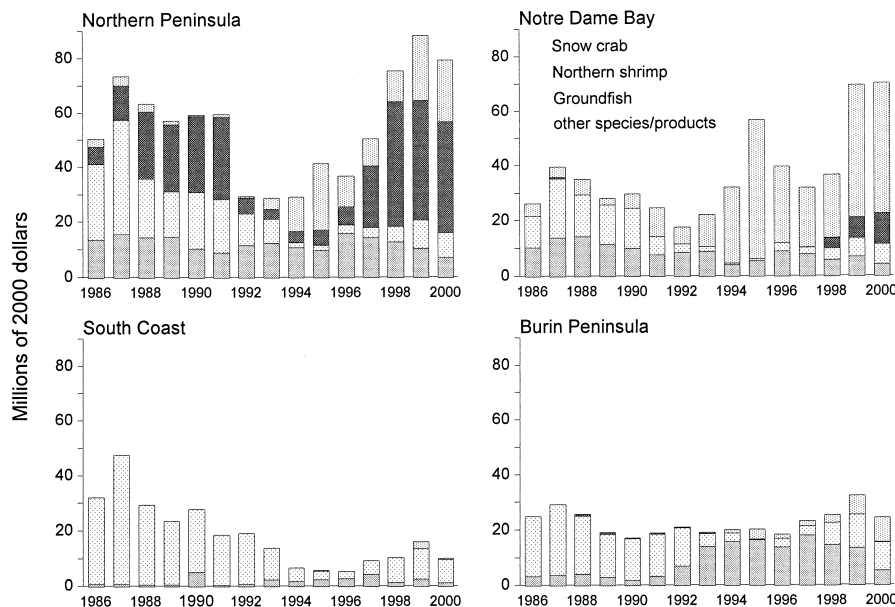 Northern Peninsula
80
60
40
20
0
1986 1988 1990 1992 1994 1996 1998 2000
Notre Dame Bay
Snow crab
Northern shrimp
Groundfish
other species/products
80
60
40
20
0
1986 1988 1990 1992 1994 1996 1998 2000
Millions of 2000 dollars
South Coast
80
60
40
20
0
1986 1988 1990 1992 1994 1996 1998 2000
Burin Peninsula
80
60
40
20
0
1986 1988 1990 1992 1994 1996 1998 2000